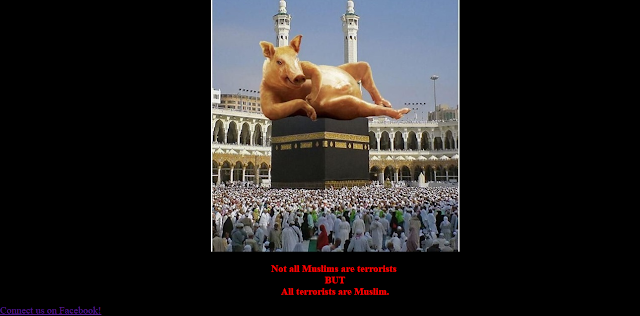 Not all Muslims are terrorists
BUT
All terrorists are Muslim.
Connect us on Facebook!